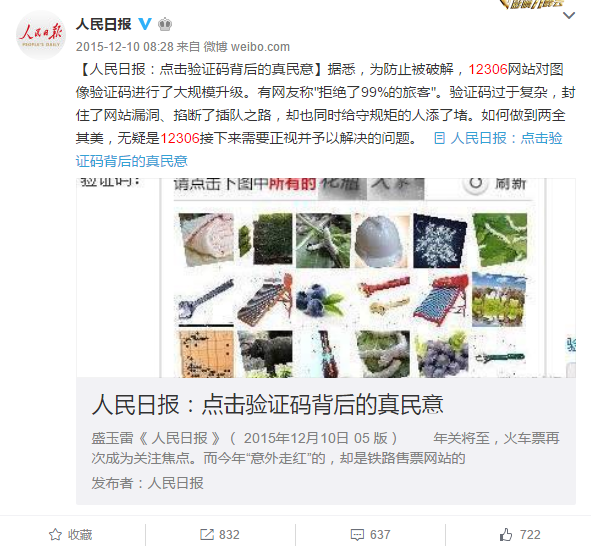 人民日报
人民日报
PEOPLE'S DAILY
2015-12-10 08:28 来自 微博 weibo.com
【人民日报：点击验证码背后的真民意】据悉，为防止被破解，12306网站对图
像验证码进行了大规模升级。有网友称"拒绝了99%的旅客"。验证码过于复杂，封
住了网站漏洞、掐断了插队之路，却也同时给守规矩的人添了堵。如何做到两全
其美，无疑是12306接下来需要正视并予以解决的问题。 人民日报：点击验
证码背后的真民意
验证码： 请点击下图中所有的 刷新
人民日报：点击验证码背后的真民意
盛玉雷《 人民日报 》（ 2015年12月10日 05 版） 年关将至，火车票再
次成为关注焦点。而今年“意外走红”的，却是铁路售票网站的
发布者：人民日报
收藏 832 637 722